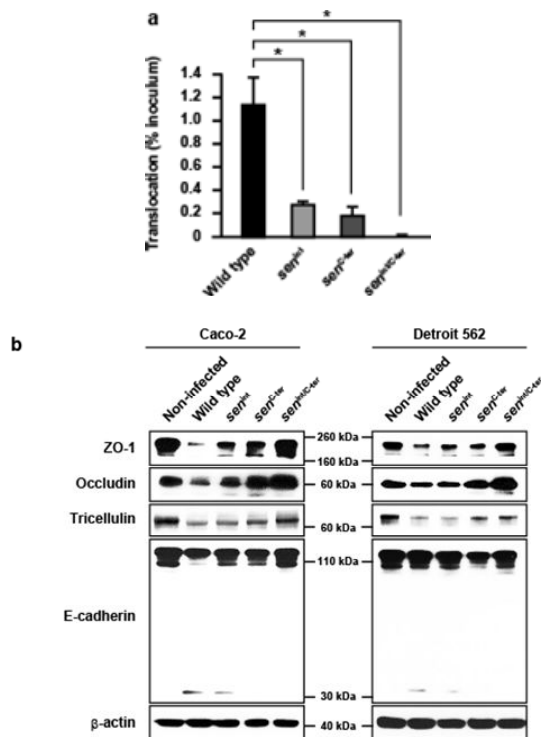 a
*
*
*
Translocation (% inoculum)
1.4
1.2
1.0
0.8
0.6
0.4
0.2
0
Wild type
sen^int
sen^C-ter
sen^int/C-ter
b
Caco-2
Detroit 562
Non-infected
Wild type
sen^int
sen^C-ter
sen^int/C-ter
Non-infected
Wild type
sen^int
sen^C-ter
sen^int/C-ter
ZO-1
260 kDa
160 kDa
Occludin
60 kDa
Tricellulin
60 kDa
110 kDa
E-cadherin
30 kDa
β-actin
40 kDa